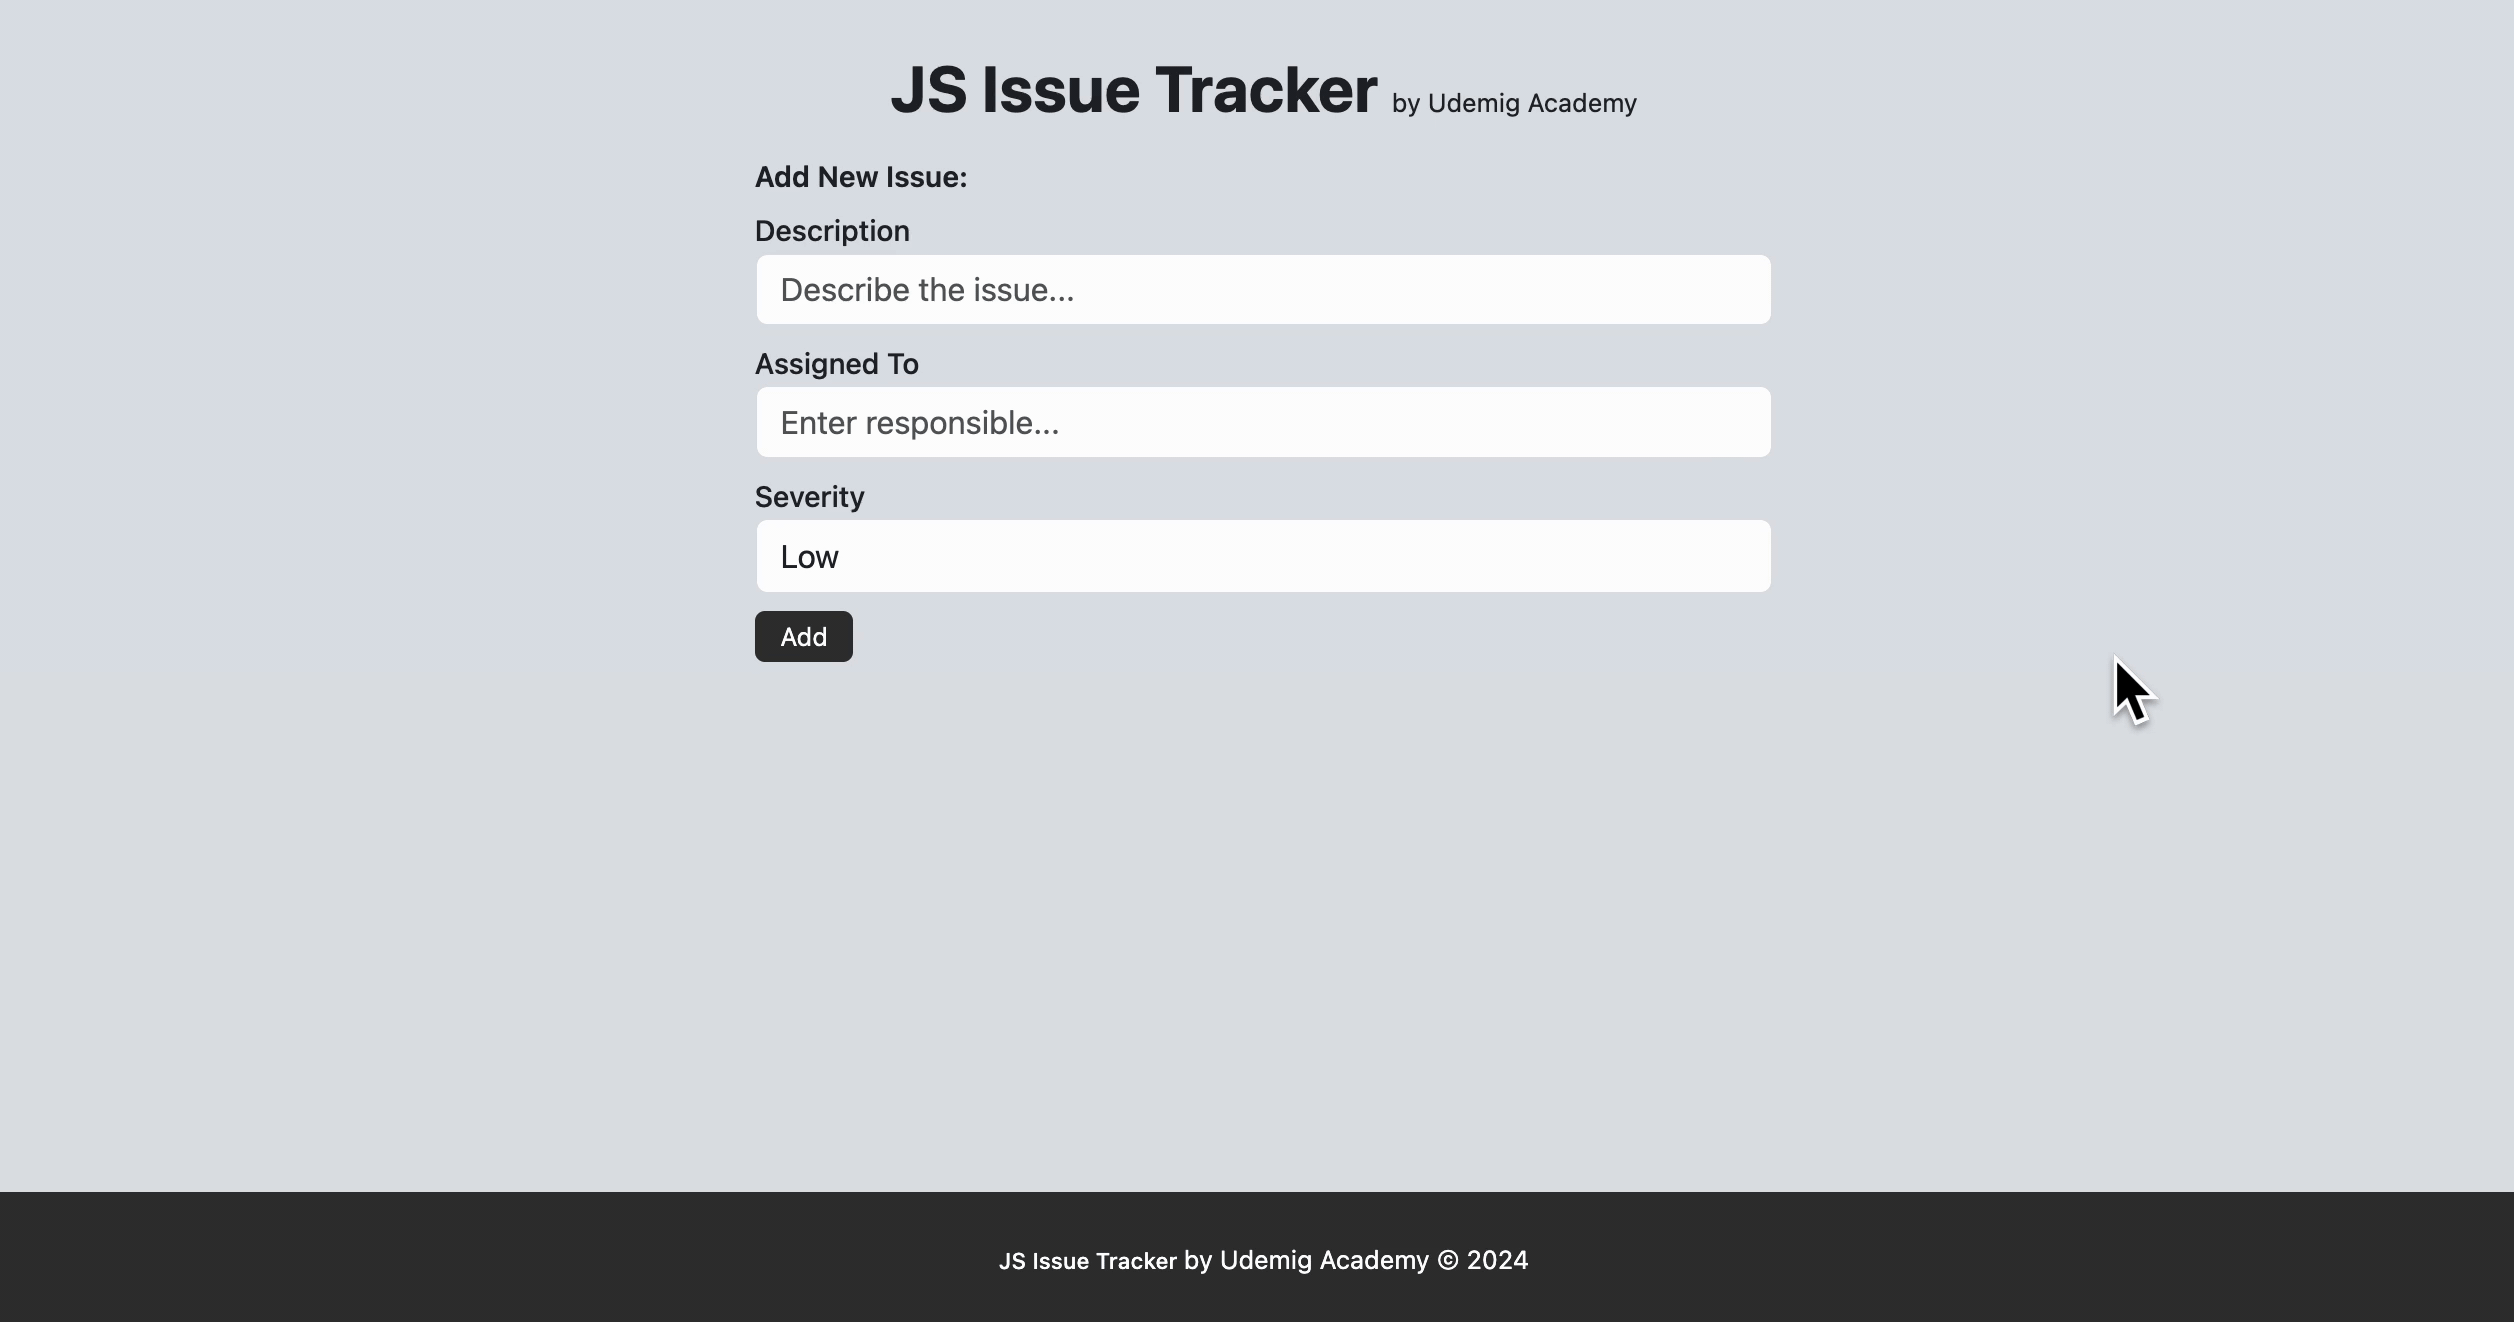 JS Issue Tracker by Udemig Academy
Add New Issue:
Description
Describe the issue...
Assigned To
Enter responsible...
Severity
Low
Add
JS Issue Tracker by Udemig Academy © 2024